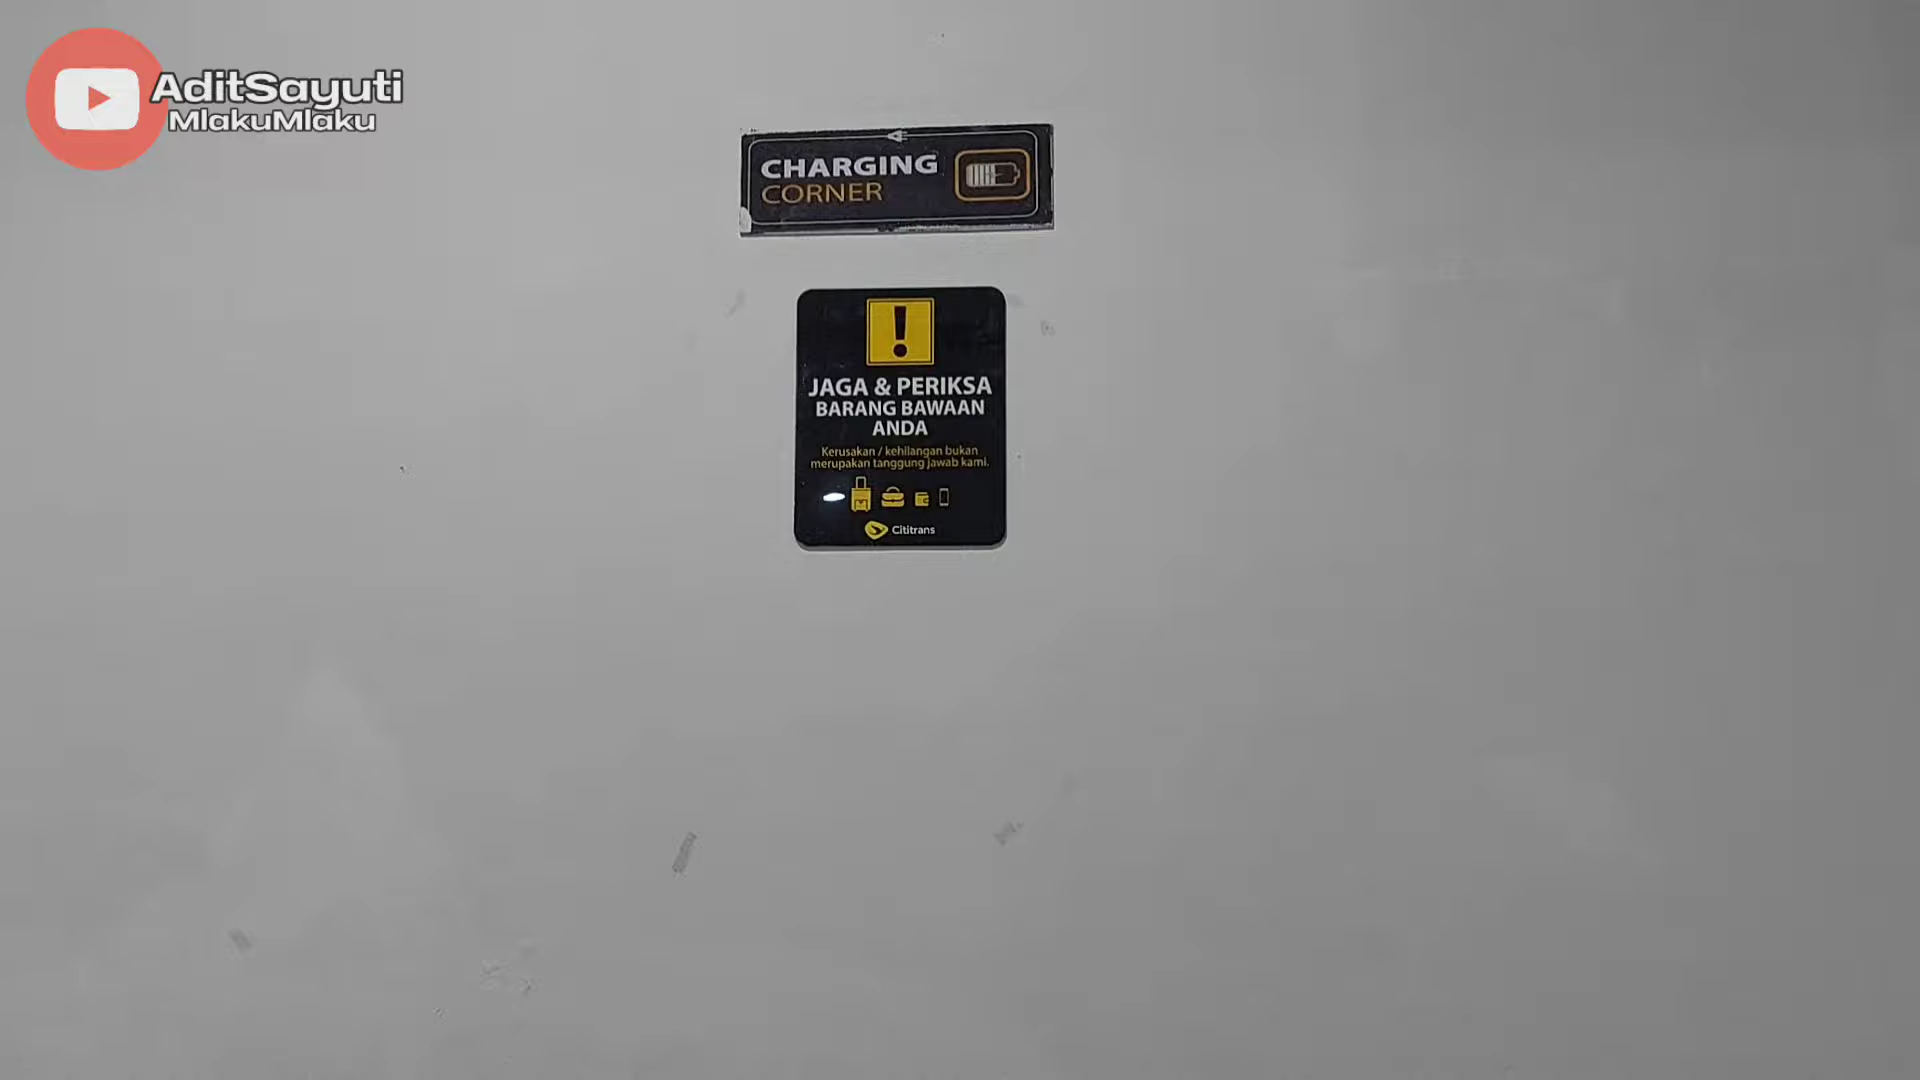 AditSayuti
MlakuMlaku
CHARGING
CORNER
!
JAGA & PERIKSA
BARANG BAWAAN
ANDA
Kerusakan / kehilangan bukan
merupakan tanggung jawab kami.
Cititrans